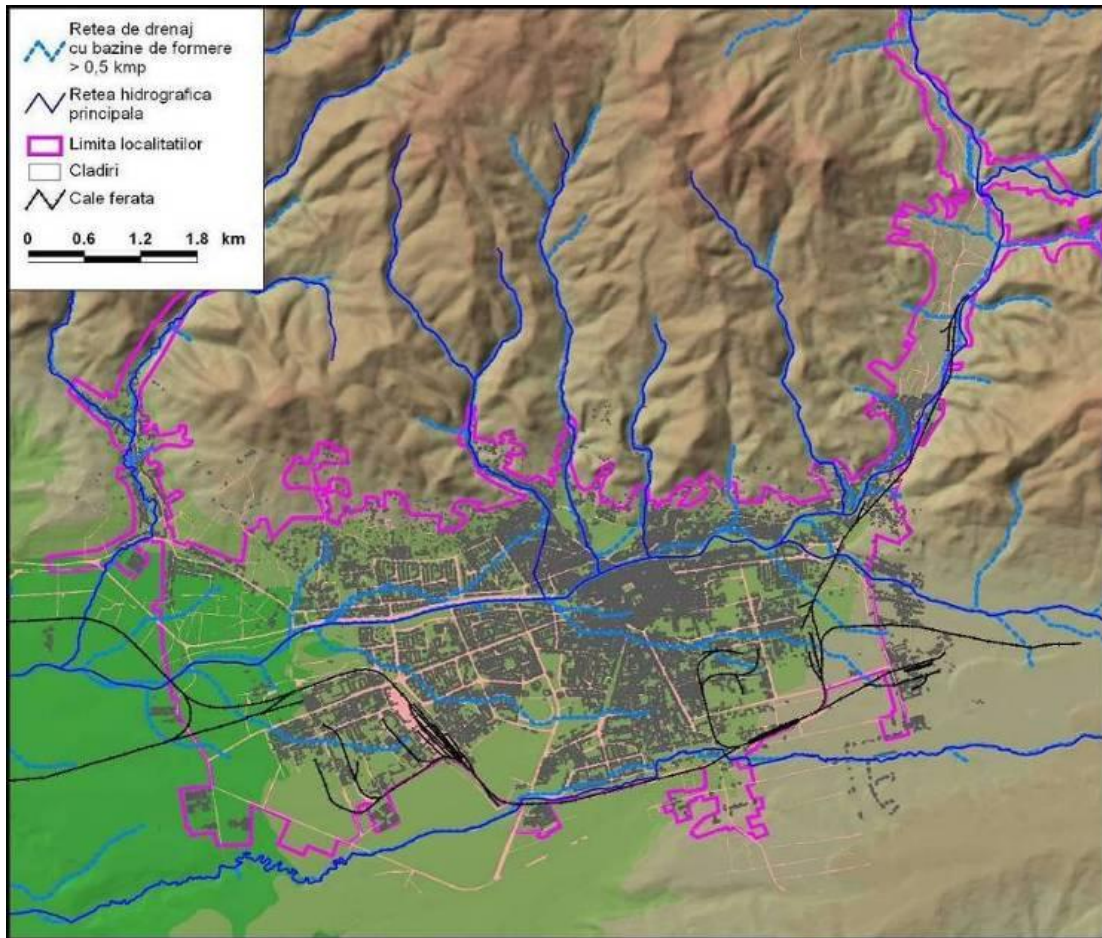 Retea de drenaj
cu bazine de formere
> 0,5 kmp
Retea hidrografica
principala
Limita localitatilor
Cladiri
Cale ferata
0 0.6 1.2 1.8 km